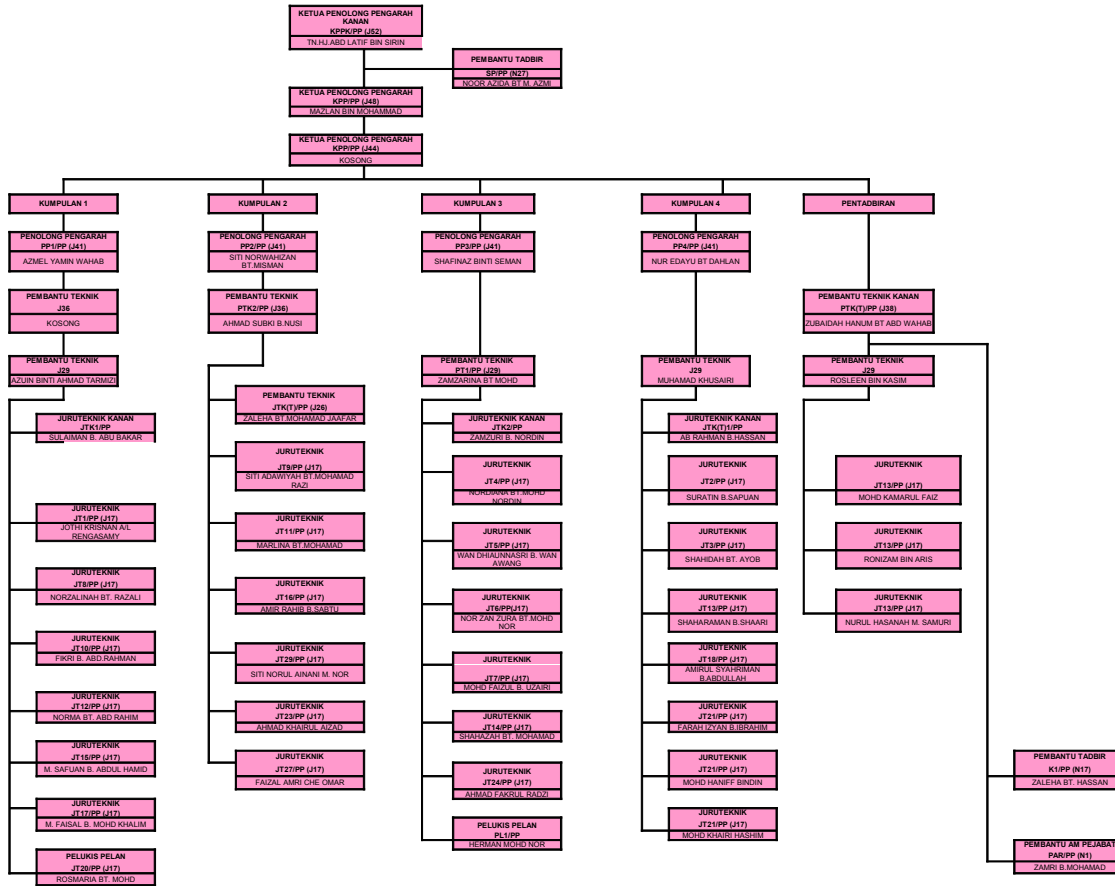 KETUA PENOLONG PENGARAH
KANAN
KPPK/PP (J52)
TN.HJ.ABD LATIF BIN SIRIN
PEMBANTU TADBIR
SP/PP (N27)
NOOR AZIDA BT M. AZMI
KETUA PENOLONG PENGARAH
KPP/PP (J48)
MAZLAN BIN MOHAMMAD
KETUA PENOLONG PENGARAH
KPP/PP (J44)
KOSONG
KUMPULAN 1
PENOLONG PENGARAH
PP1/PP (J41)
AZMEL YAMIN WAHAB
PEMBANTU TEKNIK
J36
KOSONG
PEMBANTU TEKNIK
J29
AZUIN BINTI AHMAD TARMIZI
JURUTEKNIK KANAN
JTK1/PP
SULAIMAN B. ABU BAKAR
JURUTEKNIK
JT1/PP (J17)
JOTHI KRISNAN A/L
RENGASAMY
JURUTEKNIK
JT8/PP (J17)
NORZALINAH BT. RAZALI
JURUTEKNIK
JT10/PP (J17)
FIKRI B. ABD.RAHMAN
JURUTEKNIK
JT12/PP (J17)
NORMA BT. ABD RAHIM
JURUTEKNIK
JT15/PP (J17)
M. SAFUAN B. ABDUL HAMID
JURUTEKNIK
JT17/PP (J17)
M. FAISAL B. MOHD KHALIM
PELUKIS PELAN
JT20/PP (J17)
ROSMARIA BT. MOHD
KUMPULAN 2
PENOLONG PENGARAH
PP2/PP (J41)
SITI NORWAHIZAN
BT.MISMAN
PEMBANTU TEKNIK
PTK2/PP (J36)
AHMAD SUBKI B.NUSI
PEMBANTU TEKNIK
JTK(T)/PP (J26)
ZALEHA BT.MOHAMAD JAAFAR
JURUTEKNIK
JT9/PP (J17)
SITI ADAWIYAH BT.MOHAMAD
RAZI
JURUTEKNIK
JT11/PP (J17)
MARLINA BT.MOHAMAD
JURUTEKNIK
JT16/PP (J17)
AMIR RAHIB B.SABTU
JURUTEKNIK
JT29/PP (J17)
SITI NORUL AINANI M. NOR
JURUTEKNIK
JT23/PP (J17)
AHMAD KHAIRUL AIZAD
JURUTEKNIK
JT27/PP (J17)
FAIZAL AMRI CHE OMAR
KUMPULAN 3
PENOLONG PENGARAH
PP3/PP (J41)
SHAFINAZ BINTI SEMAN
PEMBANTU TEKNIK
PT1/PP (J29)
ZAMZARINA BT MOHD
JURUTEKNIK KANAN
JTK2/PP
ZAMZURI B. NORDIN
JURUTEKNIK
JT4/PP (J17)
NORDIANA BT.MOHD
NORDIN
JURUTEKNIK
JT5/PP (J17)
WAN DHIAUNNASRI B. WAN
AWANG
JURUTEKNIK
JT6/PP(J17)
NOR ZAN ZURA BT.MOHD
NOR
JURUTEKNIK
JT7/PP (J17)
MOHD FAIZUL B. UZAIRI
JURUTEKNIK
JT14/PP (J17)
SHAHAZAH BT. MOHAMAD
JURUTEKNIK
JT24/PP (J17)
AHMAD FAKRUL RADZI
PELUKIS PELAN
PL1/PP
HERMAN MOHD NOR
KUMPULAN 4
PENOLONG PENGARAH
PP4/PP (J41)
NUR EDAYU BT DAHLAN
PEMBANTU TEKNIK
J29
MUHAMAD KHUSAIRI
JURUTEKNIK KANAN
JTK(T)1/PP
AB RAHMAN B.HASSAN
JURUTEKNIK
JT2/PP (J17)
SURATIN B.SAPUAN
JURUTEKNIK
JT3/PP (J17)
SHAHIDAH BT. AYOB
JURUTEKNIK
JT13/PP (J17)
SHAHARAMAN B.SHAARI
JURUTEKNIK
JT18/PP (J17)
AMIRUL SYAHRIMAN
B.ABDULLAH
JURUTEKNIK
JT21/PP (J17)
FARAH IZYAN B.IBRAHIM
JURUTEKNIK
JT21/PP (J17)
MOHD HANIFF BINDIN
JURUTEKNIK
JT21/PP (J17)
MOHD KHAIRI HASHIM
PENTADBIRAN
PEMBANTU TEKNIK KANAN
PTK(T)/PP (J38)
ZUBAIDAH HANUM BT ABD WAHAB
PEMBANTU TEKNIK
J29
ROSLEEN BIN KASIM
JURUTEKNIK
JT13/PP (J17)
MOHD KAMARUL FAIZ
JURUTEKNIK
JT13/PP (J17)
RONIZAM BIN ARIS
JURUTEKNIK
JT13/PP (J17)
NURUL HASANAH M. SAMURI
PEMBANTU TADBIR
K1/PP (N17)
ZALEHA BT. HASSAN
PEMBANTU AM PEJABAT
PAR/PP (N1)
ZAMRI B.MOHAMAD